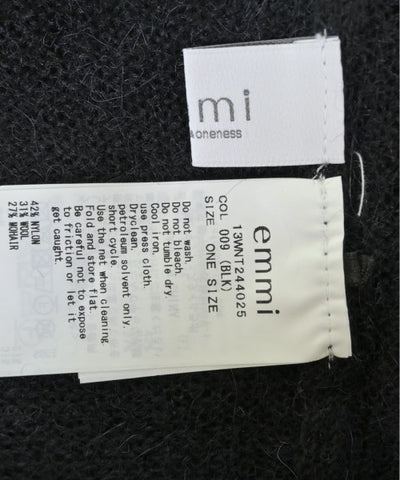 mi
oneness
emmi
13WNT244025
COL 009 (BLK)
SIZE ONE SIZE
Do not wash.
Do not bleach.
Do not tumble dry.
Cool iron.
use press cloth.
Dryclean.
petroleum solvent only.
short cycle.
Use the net when cleaning
Fold and store flat.
Be careful not to expose
to friction or let it
get caught.
42% NYLON
31% WOOL
27% MOHAIR